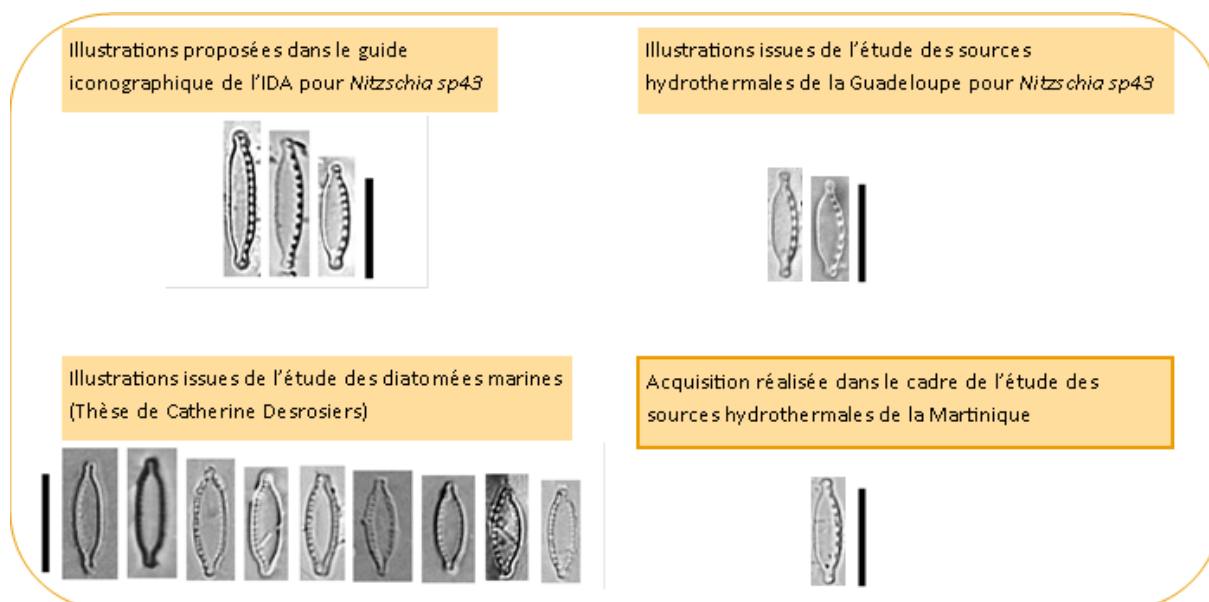 Illustrations proposées dans le guide
iconographique de l'IDA pour Nitzschia sp43
Illustrations issues de l'étude des sources
hydrothermales de la Guadeloupe pour Nitzschia sp43
Illustrations issues de l'étude des diatomées marines
(Thèse de Catherine Desrosiers)
Acquisition réalisée dans le cadre de l'étude des
sources hydrothermales de la Martinique